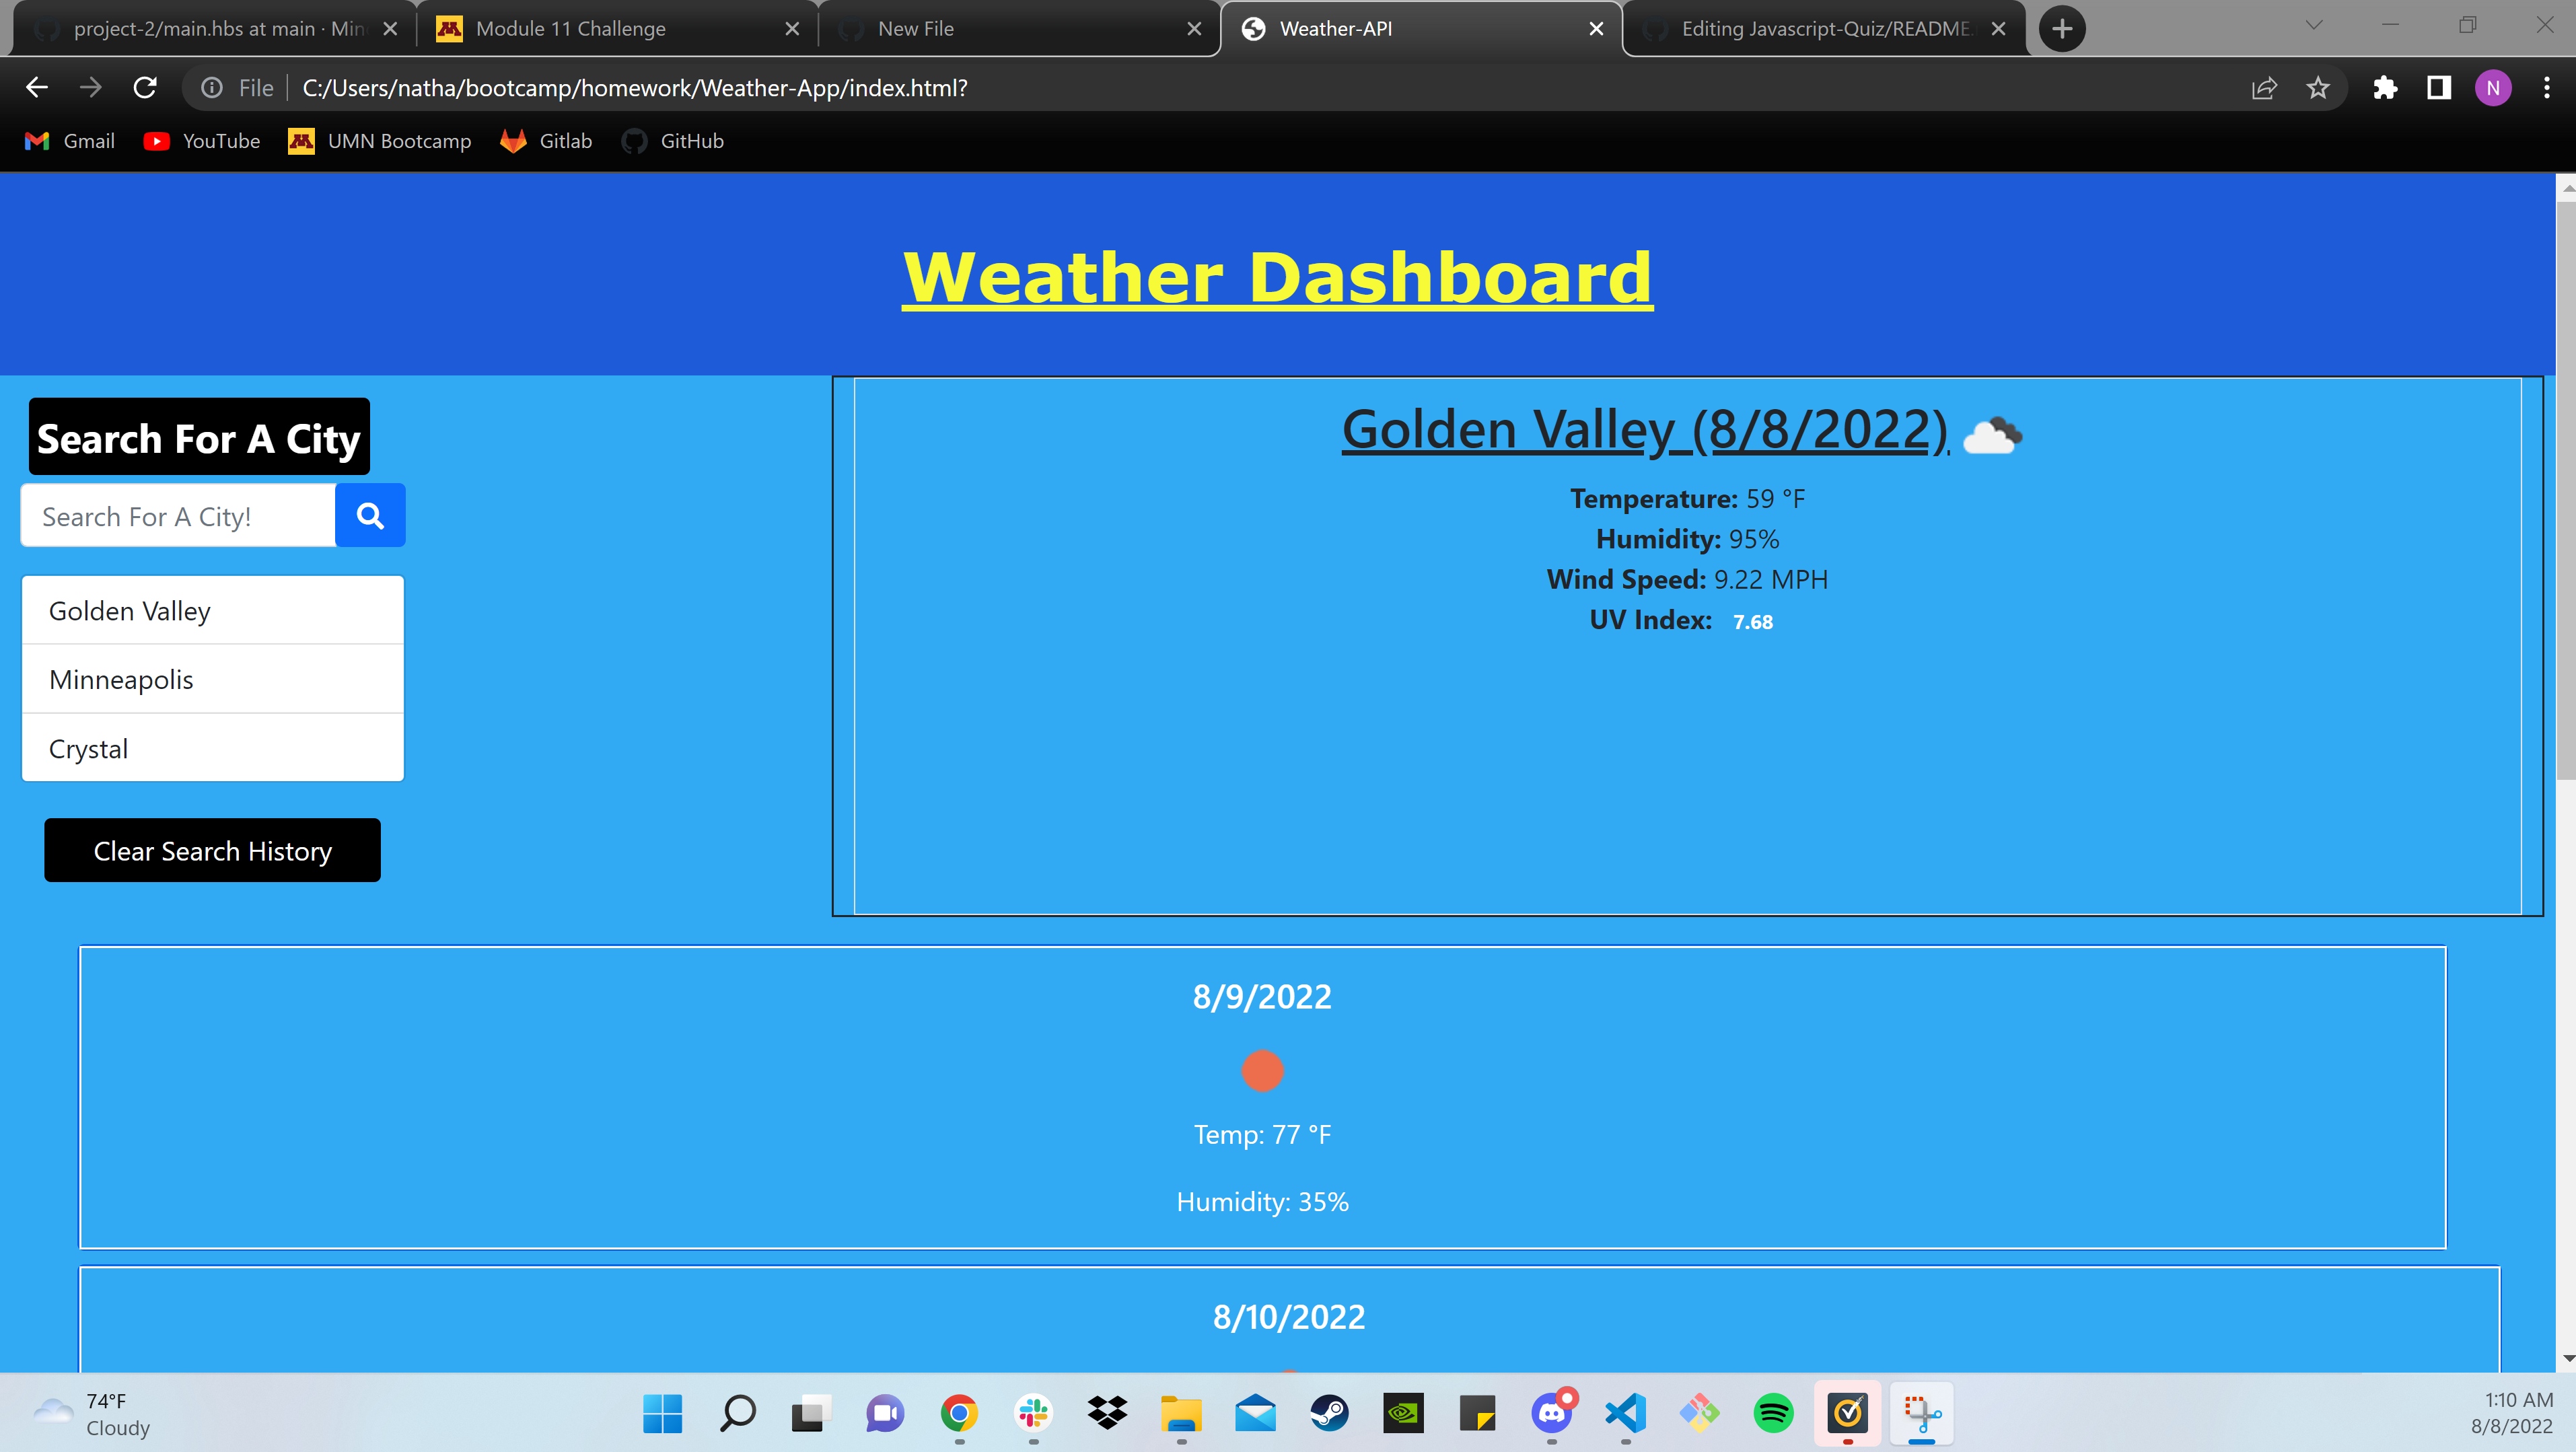 project-2/main.hbs at main · Min
Module 11 Challenge
New File
Weather-API
Editing Javascript-Quiz/README.
File
C:/Users/natha/bootcamp/homework/Weather-App/index.html?
N
Gmail
YouTube
UMN Bootcamp
Gitlab
GitHub
Weather Dashboard
Search For A City
Search For A City!
Golden Valley
Minneapolis
Crystal
Clear Search History
Golden Valley (8/8/2022)
Temperature: 59 °F
Humidity: 95%
Wind Speed: 9.22 MPH
UV Index: 7.68
8/9/2022
Temp: 77 °F
Humidity: 35%
8/10/2022
74°F
Cloudy
1:10 AM
8/8/2022